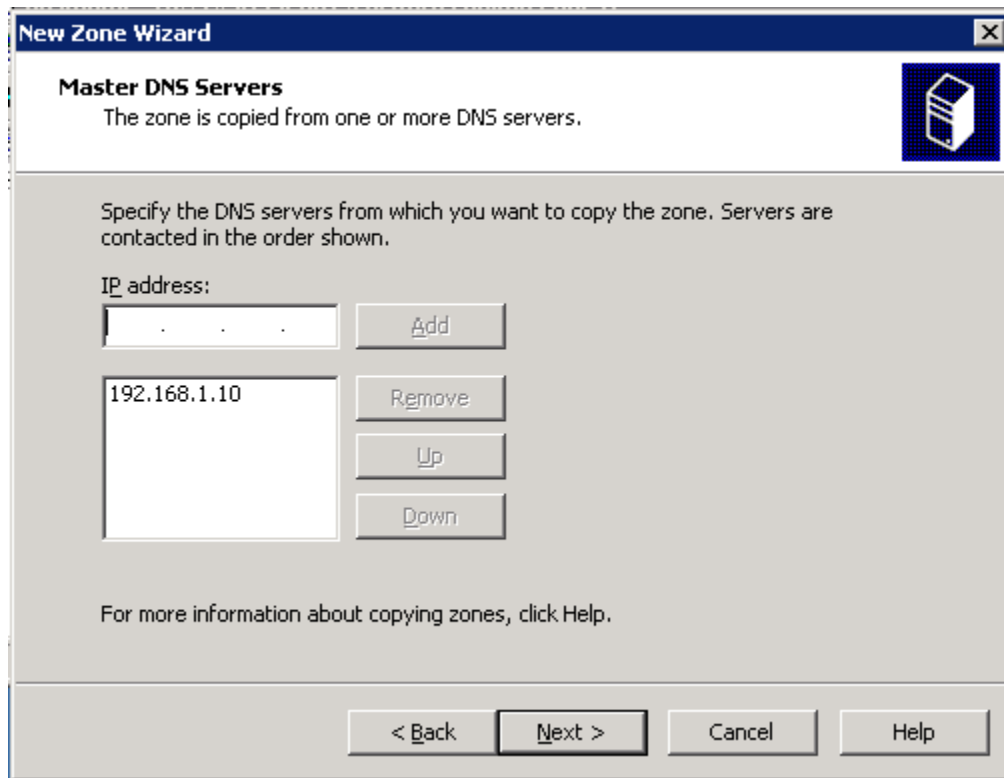 New Zone Wizard
Master DNS Servers
The zone is copied from one or more DNS servers.
Specify the DNS servers from which you want to copy the zone. Servers are
contacted in the order shown.
IP address:
. . .
Add
192.168.1.10
Remove
Up
Down
For more information about copying zones, click Help.
< Back
Next >
Cancel
Help